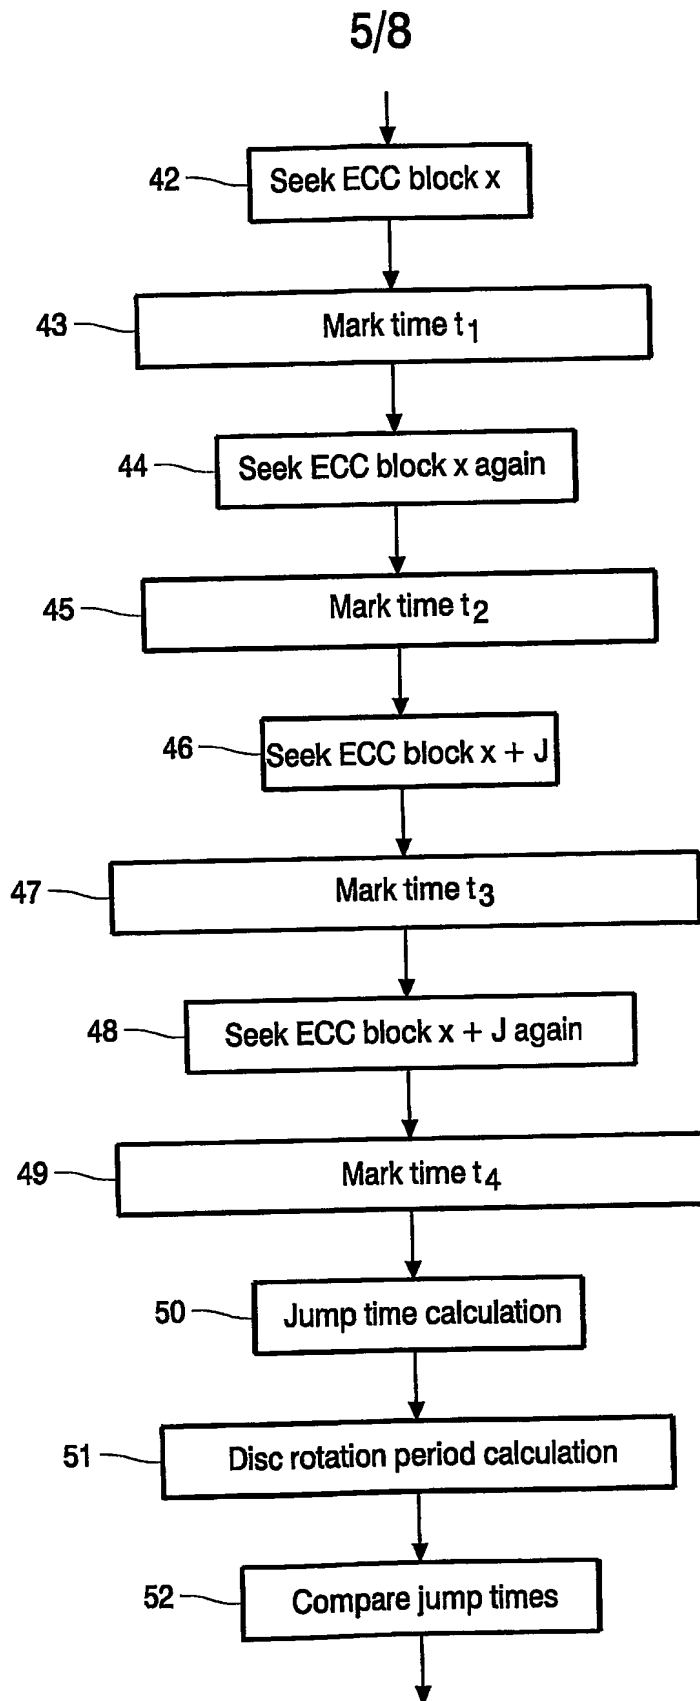 5/8
42 Seek ECC block x
43 Mark time t₁
44 Seek ECC block x again
45 Mark time t₂
46 Seek ECC block x + J
47 Mark time t₃
48 Seek ECC block x + J again
49 Mark time t₄
50 Jump time calculation
51 Disc rotation period calculation
52 Compare jump times